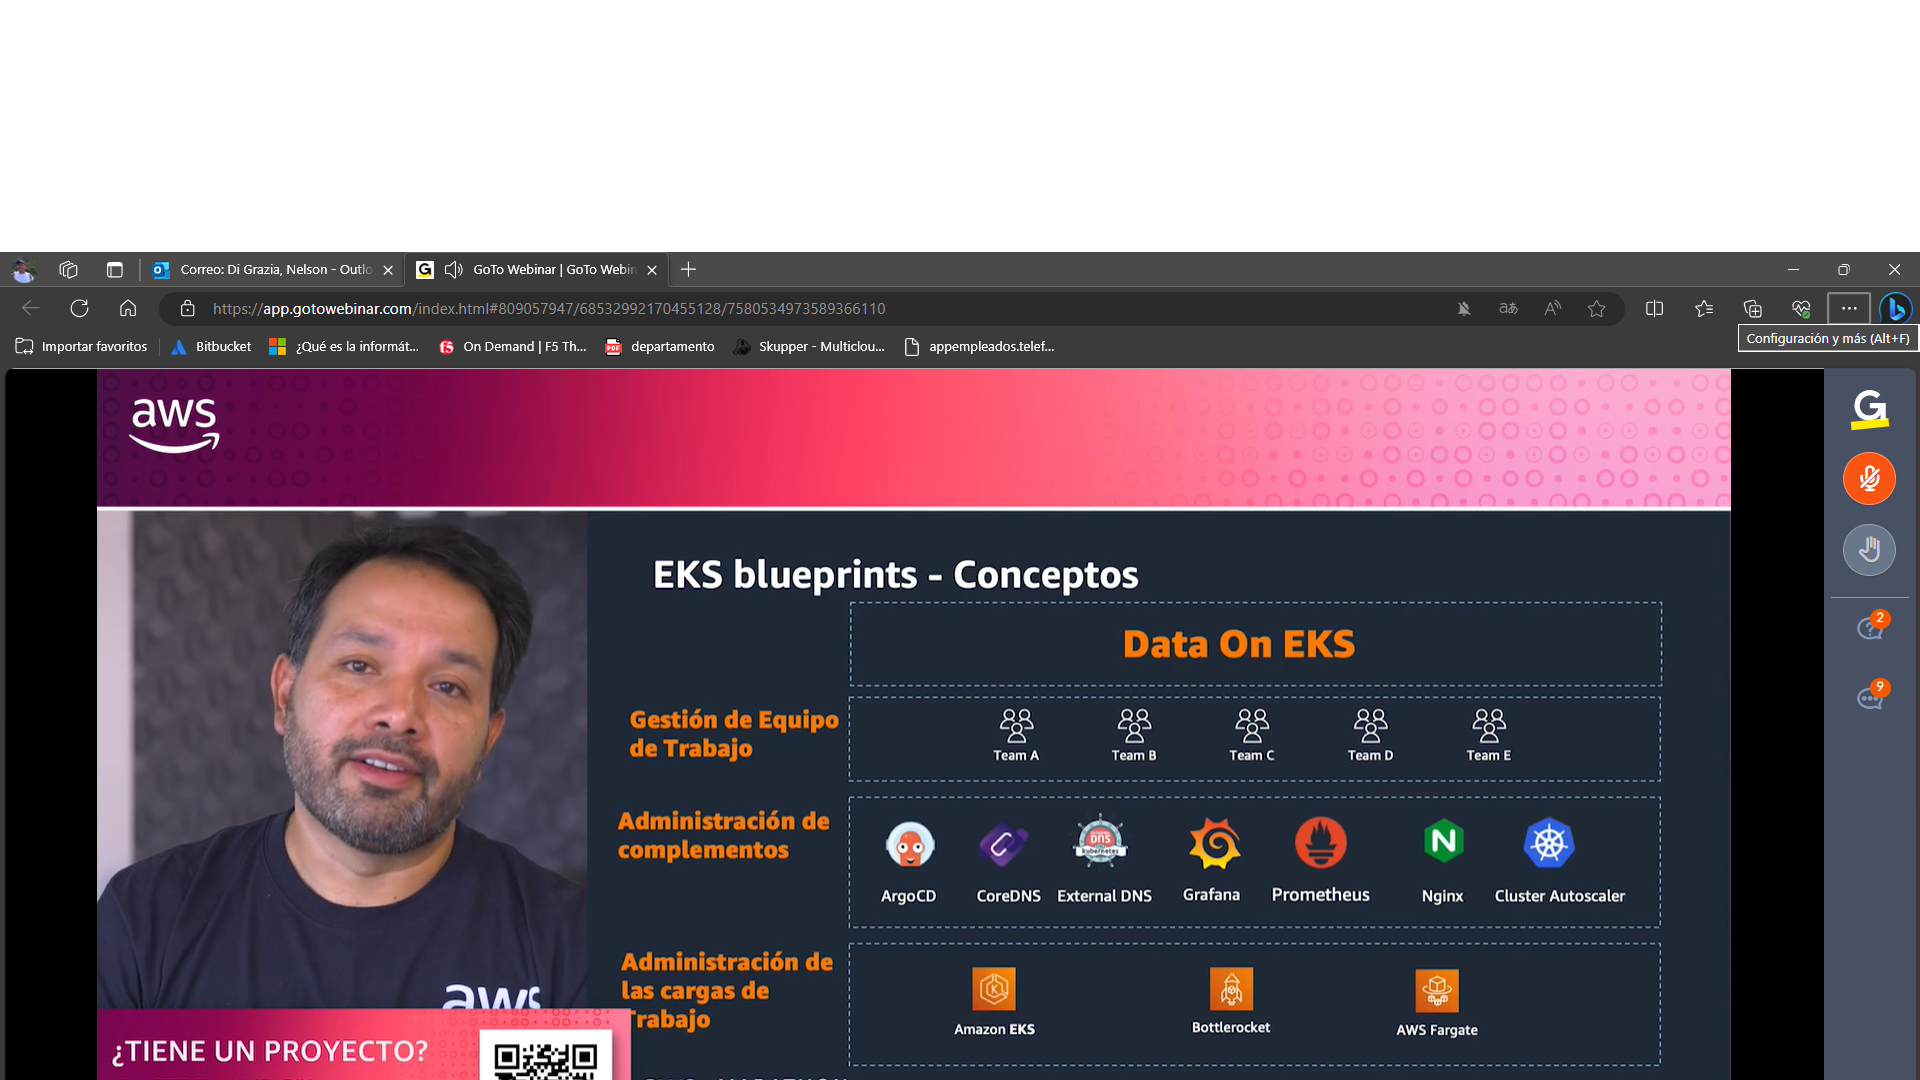 Correo: Di Grazia, Nelson - Outlo
GoTo Webinar | GoTo Webin
https://app.gotowebinar.com/index.html#809057947/68532992170455128/7580534973589366110
Importar favoritos
Bitbucket
¿Qué es la informát...
On Demand | F5 Th...
departamento
Skupper - Multiclou...
appempleados.telef...
Configuración y más (Alt+F)
aws
G
2
9
EKS blueprints - Conceptos
Data On EKS
Gestión de Equipo
de Trabajo
Team A Team B Team C Team D Team E
Administración de
complementos
DNS
kubernetes
ArgoCD CoreDNS External DNS Grafana Prometheus Nginx Cluster Autoscaler
Administración de
las cargas de
Trabajo
Amazon EKS Bottlerocket AWS Fargate
aws
¿TIENE UN PROYECTO?